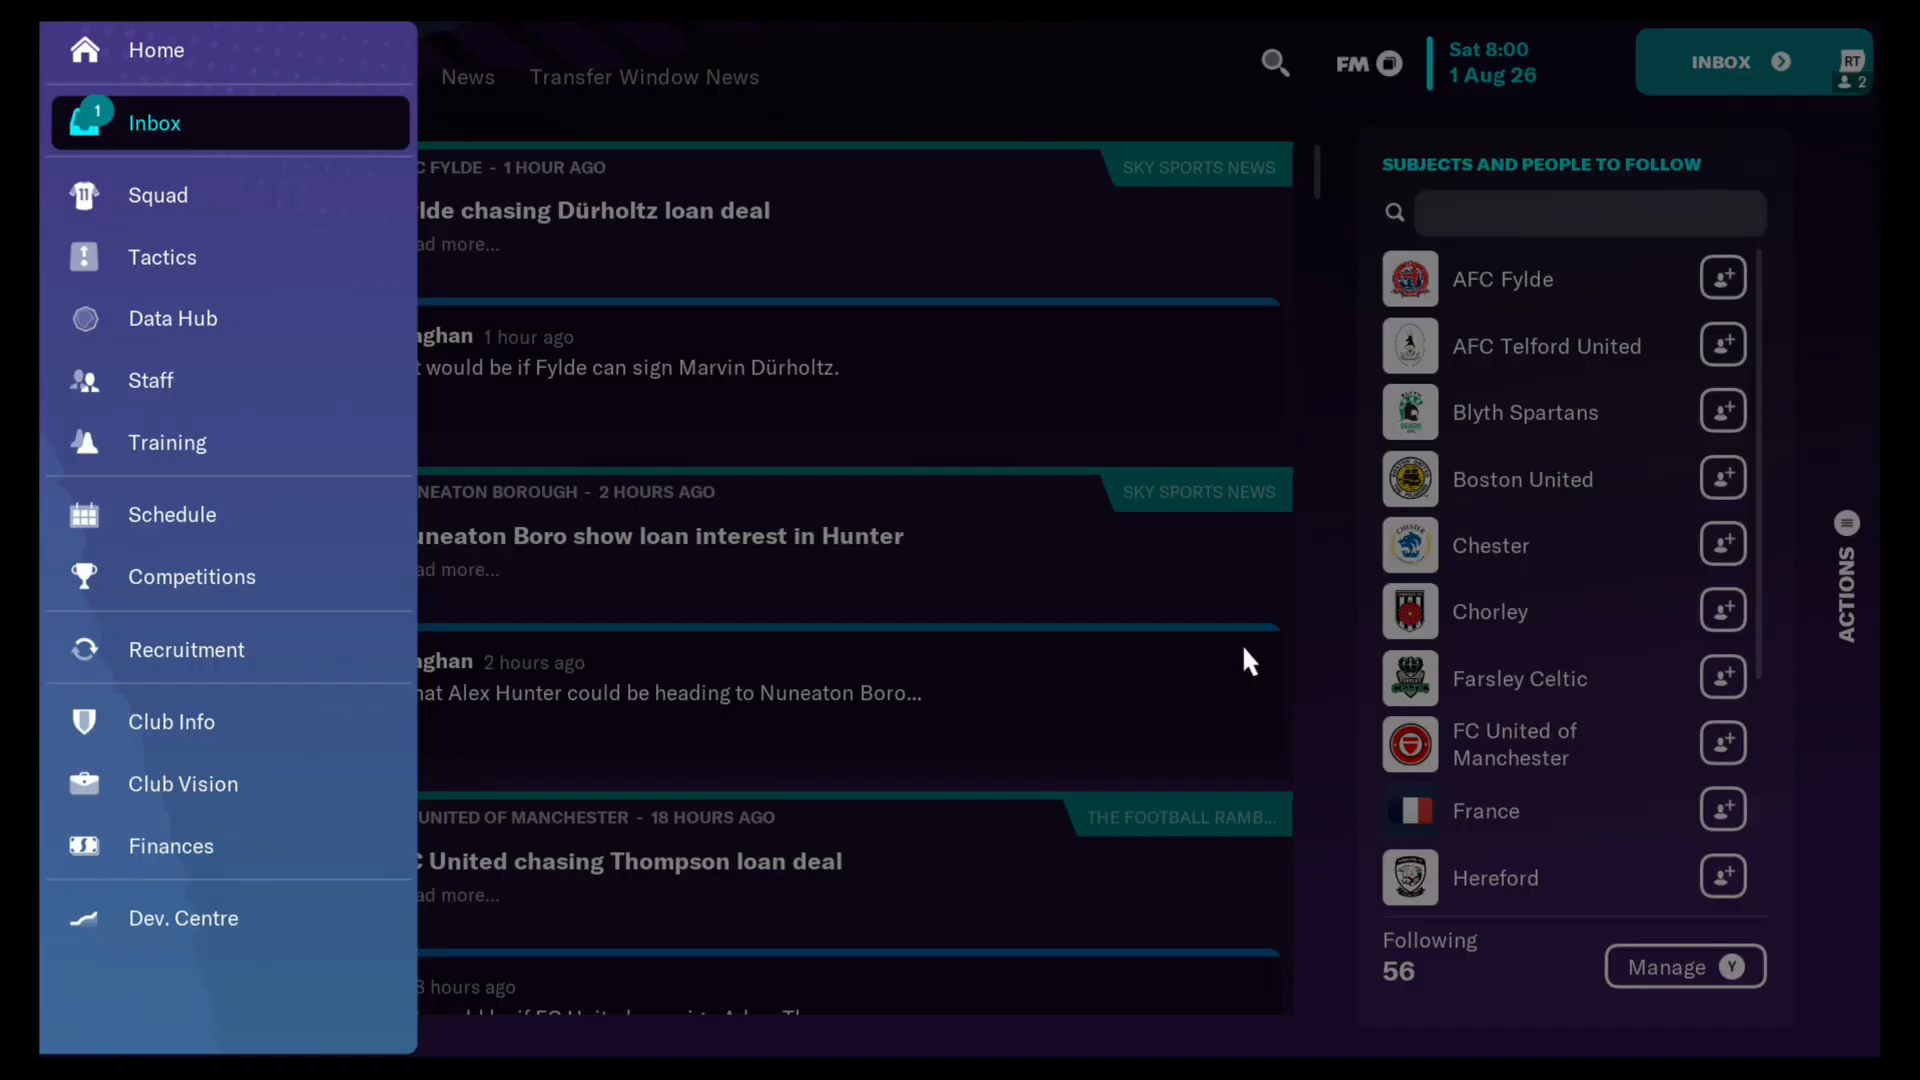 Home
1
Inbox
Squad
Tactics
Data Hub
Staff
Training
Schedule
Competitions
Recruitment
Club Info
Club Vision
Finances
Dev. Centre
News
Transfer Window News
FM
Sat 8:00
1 Aug 26
INBOX
RT
2
C FYLDE - 1 HOUR AGO
SKY SPORTS NEWS
lde chasing Dürholtz loan deal
ad more...
aghan 1 hour ago
t would be if Fylde can sign Marvin Dürholtz.
NEATON BOROUGH - 2 HOURS AGO
SKY SPORTS NEWS
uneaton Boro show loan interest in Hunter
ad more...
aghan 2 hours ago
hat Alex Hunter could be heading to Nuneaton Boro...
UNITED OF MANCHESTER - 18 HOURS AGO
THE FOOTBALL RAMB...
C United chasing Thompson loan deal
ad more...
8 hours ago
SUBJECTS AND PEOPLE TO FOLLOW
AFC Fylde
AFC Telford United
Blyth Spartans
Boston United
Chester
Chorley
Farsley Celtic
FC United of
Manchester
France
Hereford
Following
56
Manage Y
ACTIONS